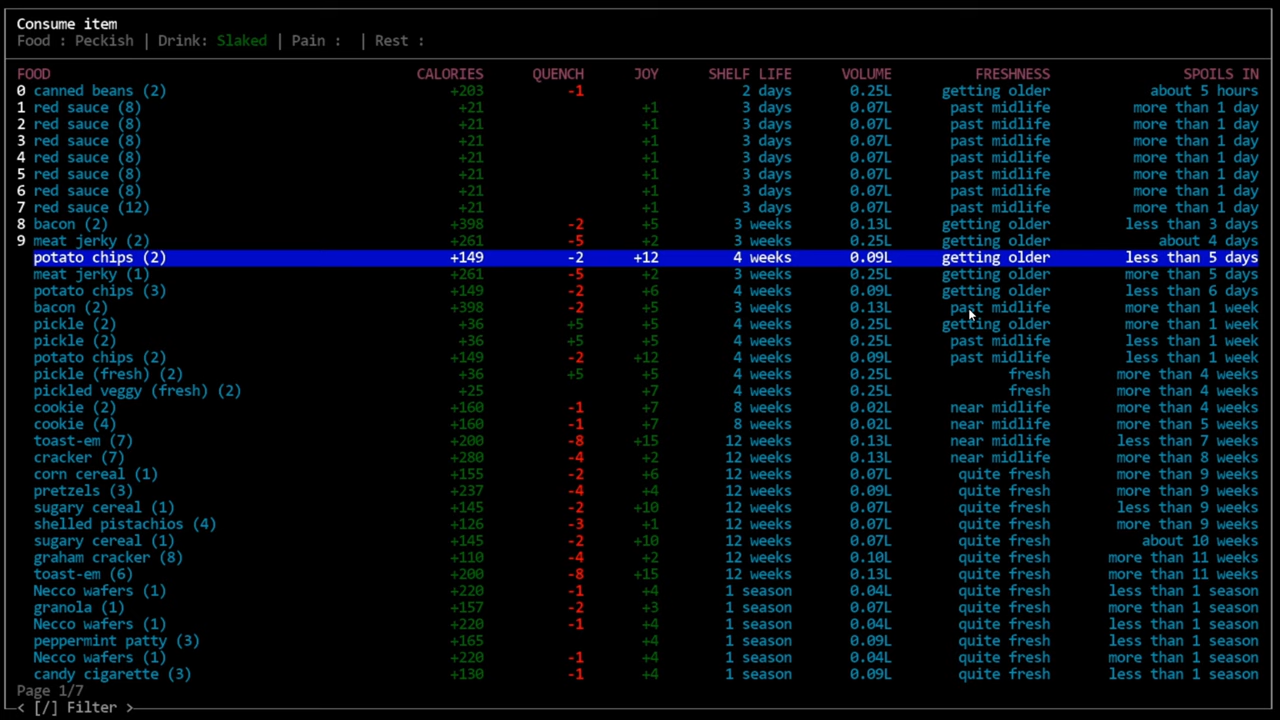 Consume item
Food : Peckish | Drink: Slaked | Pain :  | Rest :
FOOD CALORIES QUENCH JOY SHELF LIFE VOLUME FRESHNESS SPOILS IN
0 canned beans (2) +203 -1 2 days 0.25L getting older about 5 hours
1 red sauce (8) +21 +1 3 days 0.07L past midlife more than 1 day
2 red sauce (8) +21 +1 3 days 0.07L past midlife more than 1 day
3 red sauce (8) +21 +1 3 days 0.07L past midlife more than 1 day
4 red sauce (8) +21 +1 3 days 0.07L past midlife more than 1 day
5 red sauce (8) +21 +1 3 days 0.07L past midlife more than 1 day
6 red sauce (8) +21 +1 3 days 0.07L past midlife more than 1 day
7 red sauce (12) +21 +1 3 days 0.07L past midlife more than 1 day
8 bacon (2) +398 -2 +5 3 weeks 0.13L getting older less than 3 days
9 meat jerky (2) +261 -5 +2 3 weeks 0.25L getting older about 4 days
potato chips (2) +149 -2 +12 4 weeks 0.09L getting older less than 5 days
meat jerky (1) +261 -5 +2 3 weeks 0.25L getting older more than 5 days
potato chips (3) +149 -2 +6 4 weeks 0.09L getting older less than 6 days
bacon (2) +398 -2 +5 3 weeks 0.13L past midlife more than 1 week
pickle (2) +36 +5 +5 4 weeks 0.25L getting older more than 1 week
pickle (2) +36 +5 +5 4 weeks 0.25L past midlife less than 1 week
potato chips (2) +149 -2 +12 4 weeks 0.09L past midlife less than 1 week
pickle (fresh) (2) +36 +5 +5 4 weeks 0.25L fresh more than 4 weeks
pickled veggy (fresh) (2) +25 +7 4 weeks 0.25L fresh more than 4 weeks
cookie (2) +160 -1 +7 8 weeks 0.02L near midlife more than 4 weeks
cookie (4) +160 -1 +7 8 weeks 0.02L near midlife more than 5 weeks
toast-em (7) +200 -8 +15 12 weeks 0.13L near midlife less than 7 weeks
cracker (7) +280 -4 +2 12 weeks 0.13L near midlife more than 8 weeks
corn cereal (1) +155 -2 +6 12 weeks 0.07L quite fresh more than 9 weeks
pretzels (3) +237 -4 +4 12 weeks 0.09L quite fresh more than 9 weeks
sugary cereal (1) +145 -2 +10 12 weeks 0.07L quite fresh less than 9 weeks
shelled pistachios (4) +126 -3 +1 12 weeks 0.07L quite fresh more than 9 weeks
sugary cereal (1) +145 -2 +10 12 weeks 0.07L quite fresh about 10 weeks
graham cracker (8) +110 -4 +2 12 weeks 0.10L quite fresh more than 11 weeks
toast-em (6) +200 -8 +15 12 weeks 0.13L quite fresh more than 11 weeks
Necco wafers (1) +220 -1 +4 1 season 0.04L quite fresh less than 1 season
granola (1) +157 -2 +3 1 season 0.07L quite fresh more than 1 season
Necco wafers (1) +220 -1 +4 1 season 0.04L quite fresh less than 1 season
peppermint patty (3) +165 +4 1 season 0.09L quite fresh less than 1 season
Necco wafers (1) +220 -1 +4 1 season 0.04L quite fresh more than 1 season
candy cigarette (3) +130 -1 +4 1 season 0.09L quite fresh less than 1 season
Page 1/7
< [/] Filter >